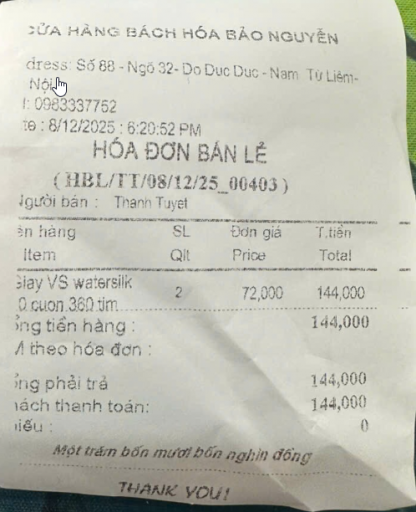 CỬA HÀNG BÁCH HÓA BẢO NGUYỄN
dress: Số 88 - Ngõ 32- Do Duc Duc - Nam Từ Liêm-
Nội
: 0983337752
te : 8/12/2025 : 6:20:52 PM
HÓA ĐƠN BÁN LẺ
( HBL/TT/08/12/25_00403 )
Người bán : Thanh Tuyet
ên hàng SL Đơn giá T.tiền
Item Qlt Price Total
Giay VS watersilk 2 72,000 144,000
0 cuon 360 tim
ổng tiền hàng : 144,000
theo hóa đơn :
ổng phải trả 144,000
hách thanh toán: 144,000
hiếu : 0
Một trăm bốn mươi bốn nghìn đồng
THANK YOU!